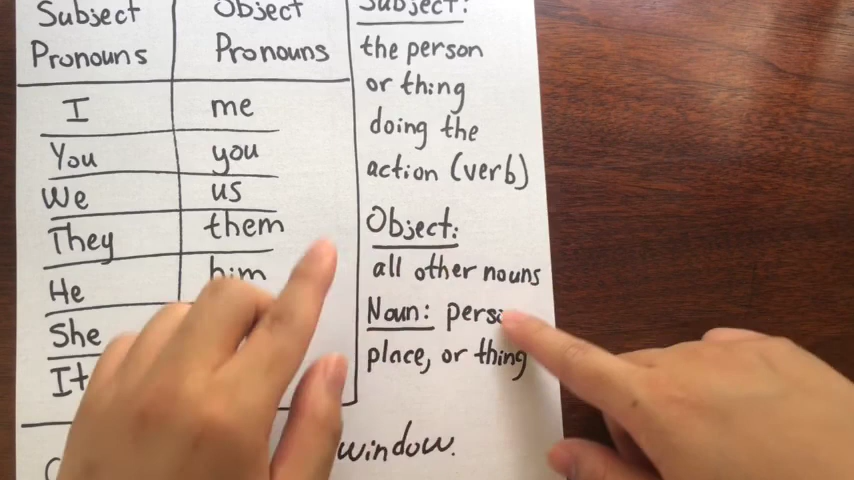 Subject Object
Pronouns Pronouns
I me
You you
We us
They them
He him
She
It
Subject:
the person
or thing
doing the
action (verb)
Object:
all other nouns
Noun:
place, or thing
window.